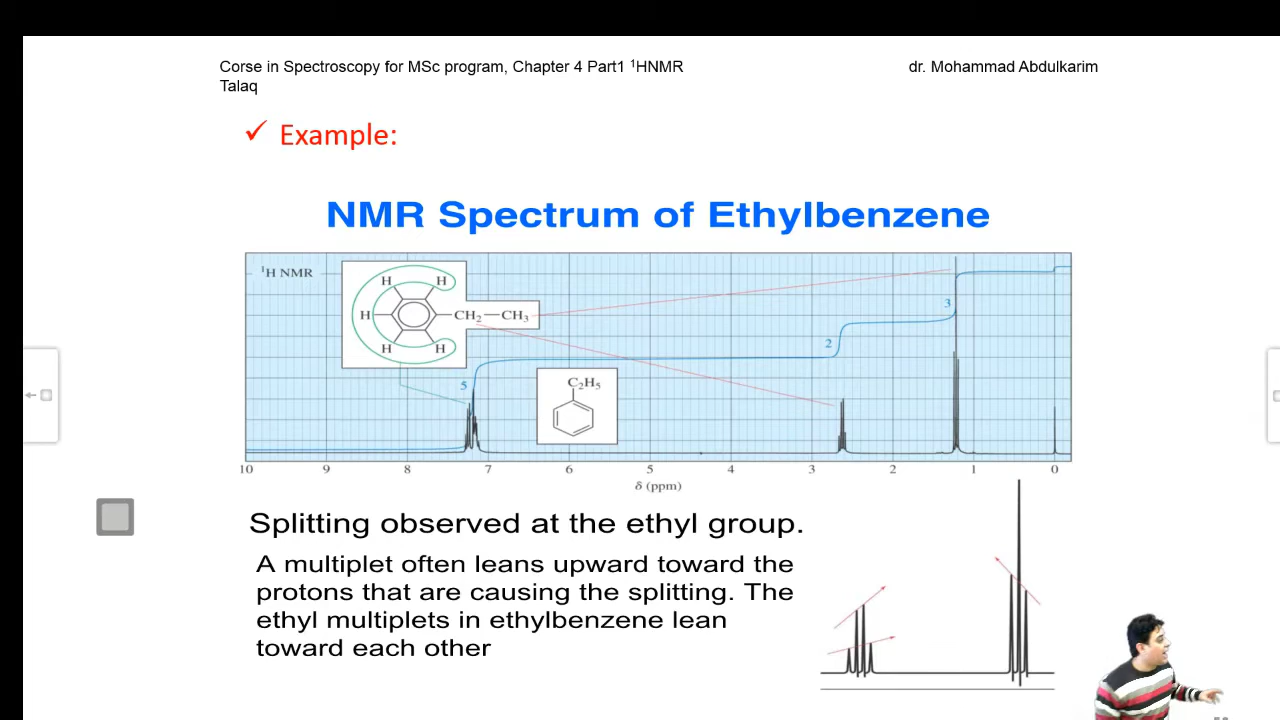 Corse in Spectroscopy for MSc program, Chapter 4 Part1 ¹HNMR dr. Mohammad Abdulkarim
Talaq
✓ Example:
NMR Spectrum of Ethylbenzene
¹H NMR
H H
H CH₂—CH₃
H H
3
2
5
C₂H₅
10 9 8 7 6 5 4 3 2 1 0
δ (ppm)
Splitting observed at the ethyl group.
A multiplet often leans upward toward the
protons that are causing the splitting. The
ethyl multiplets in ethylbenzene lean
toward each other